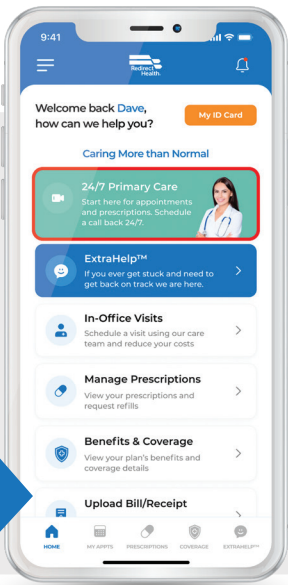 9:41
Redirect
Health.
Welcome back Dave,
how can we help you?
My ID Card
Caring More than Normal
24/7 Primary Care
Start here for appointments
and prescriptions. Schedule
a call back 24/7.
ExtraHelp™
If you ever get stuck and need to
get back on track we are here.
In-Office Visits
Schedule a visit using our care
team and reduce your costs
Manage Prescriptions
View your prescriptions and
request refills
Benefits & Coverage
View your plan's benefits and
coverage details
Upload Bill/Receipt
HOME
MY APPTS
PRESCRIPTIONS
COVERAGE
EXTRAHELP™